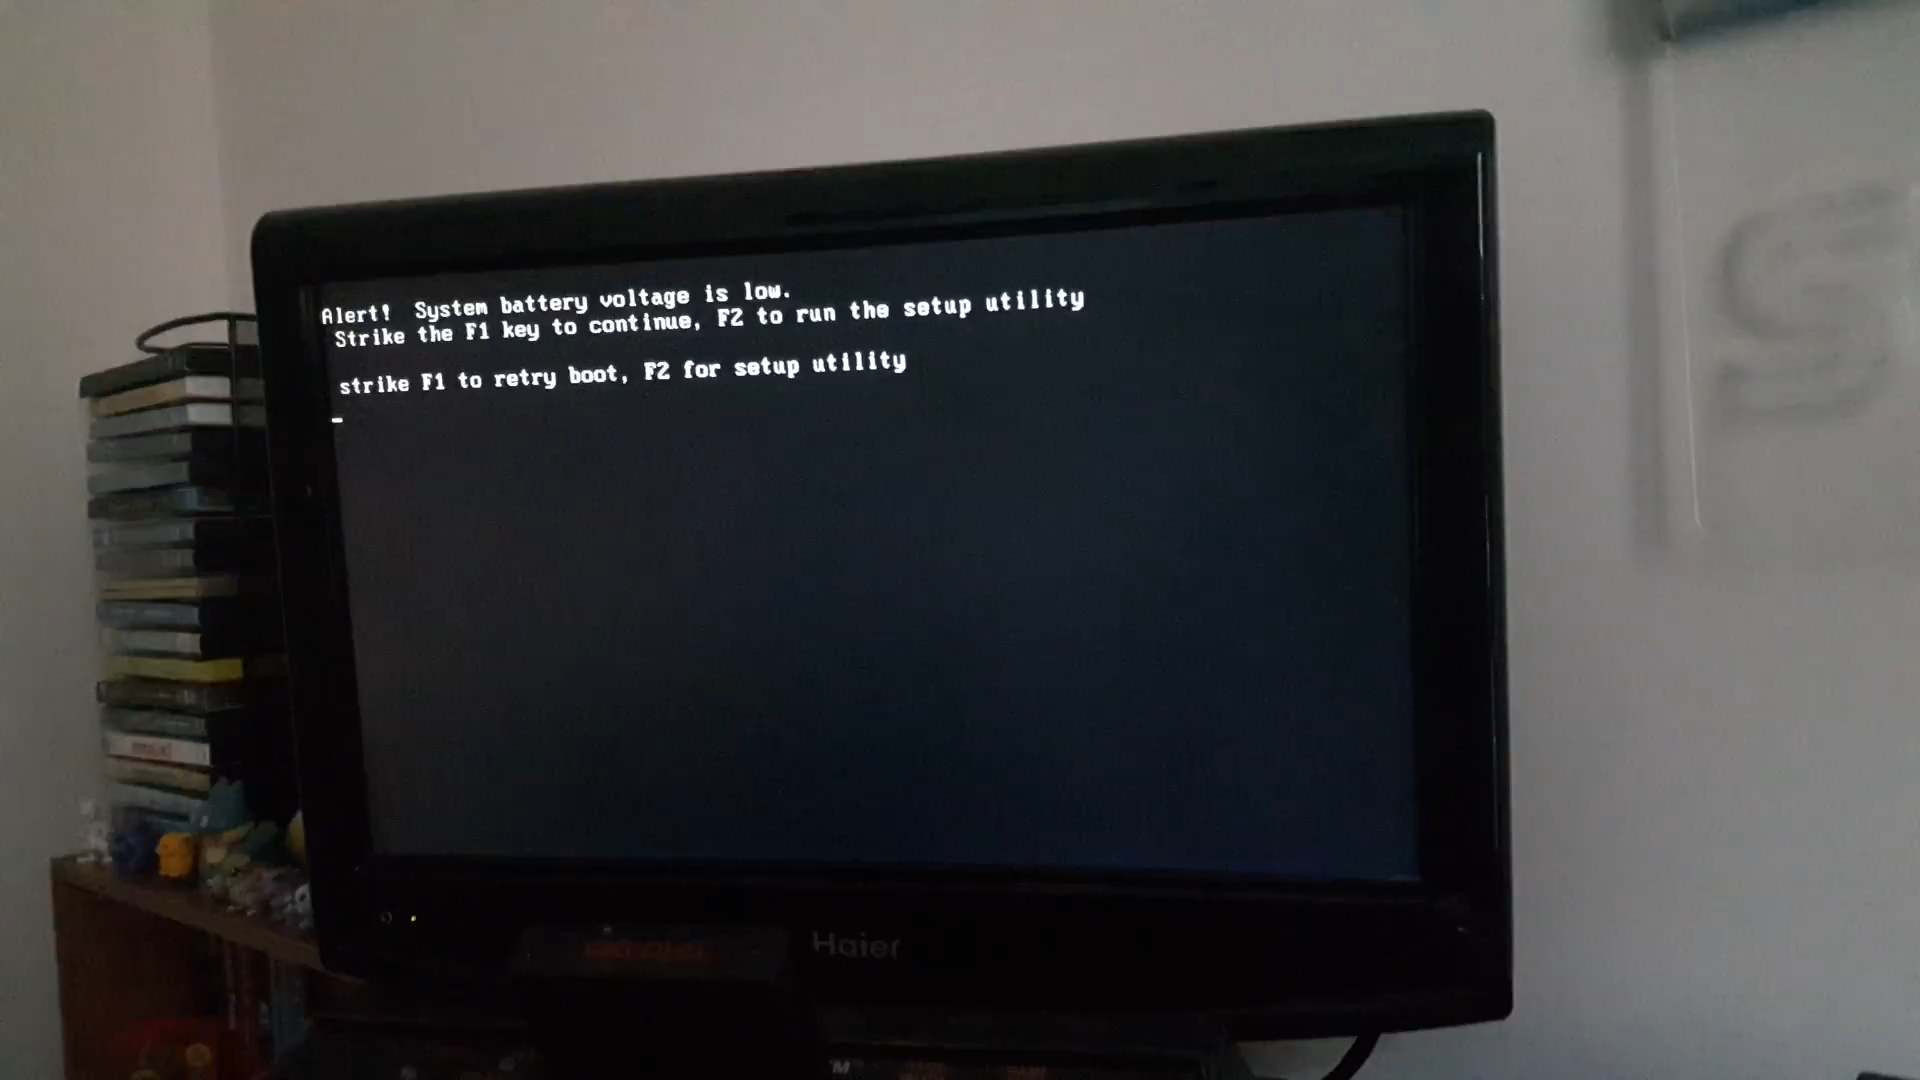 Alert!  System battery voltage is low.
Strike the F1 key to continue, F2 to run the setup utility
strike F1 to retry boot, F2 for setup utility
Haier